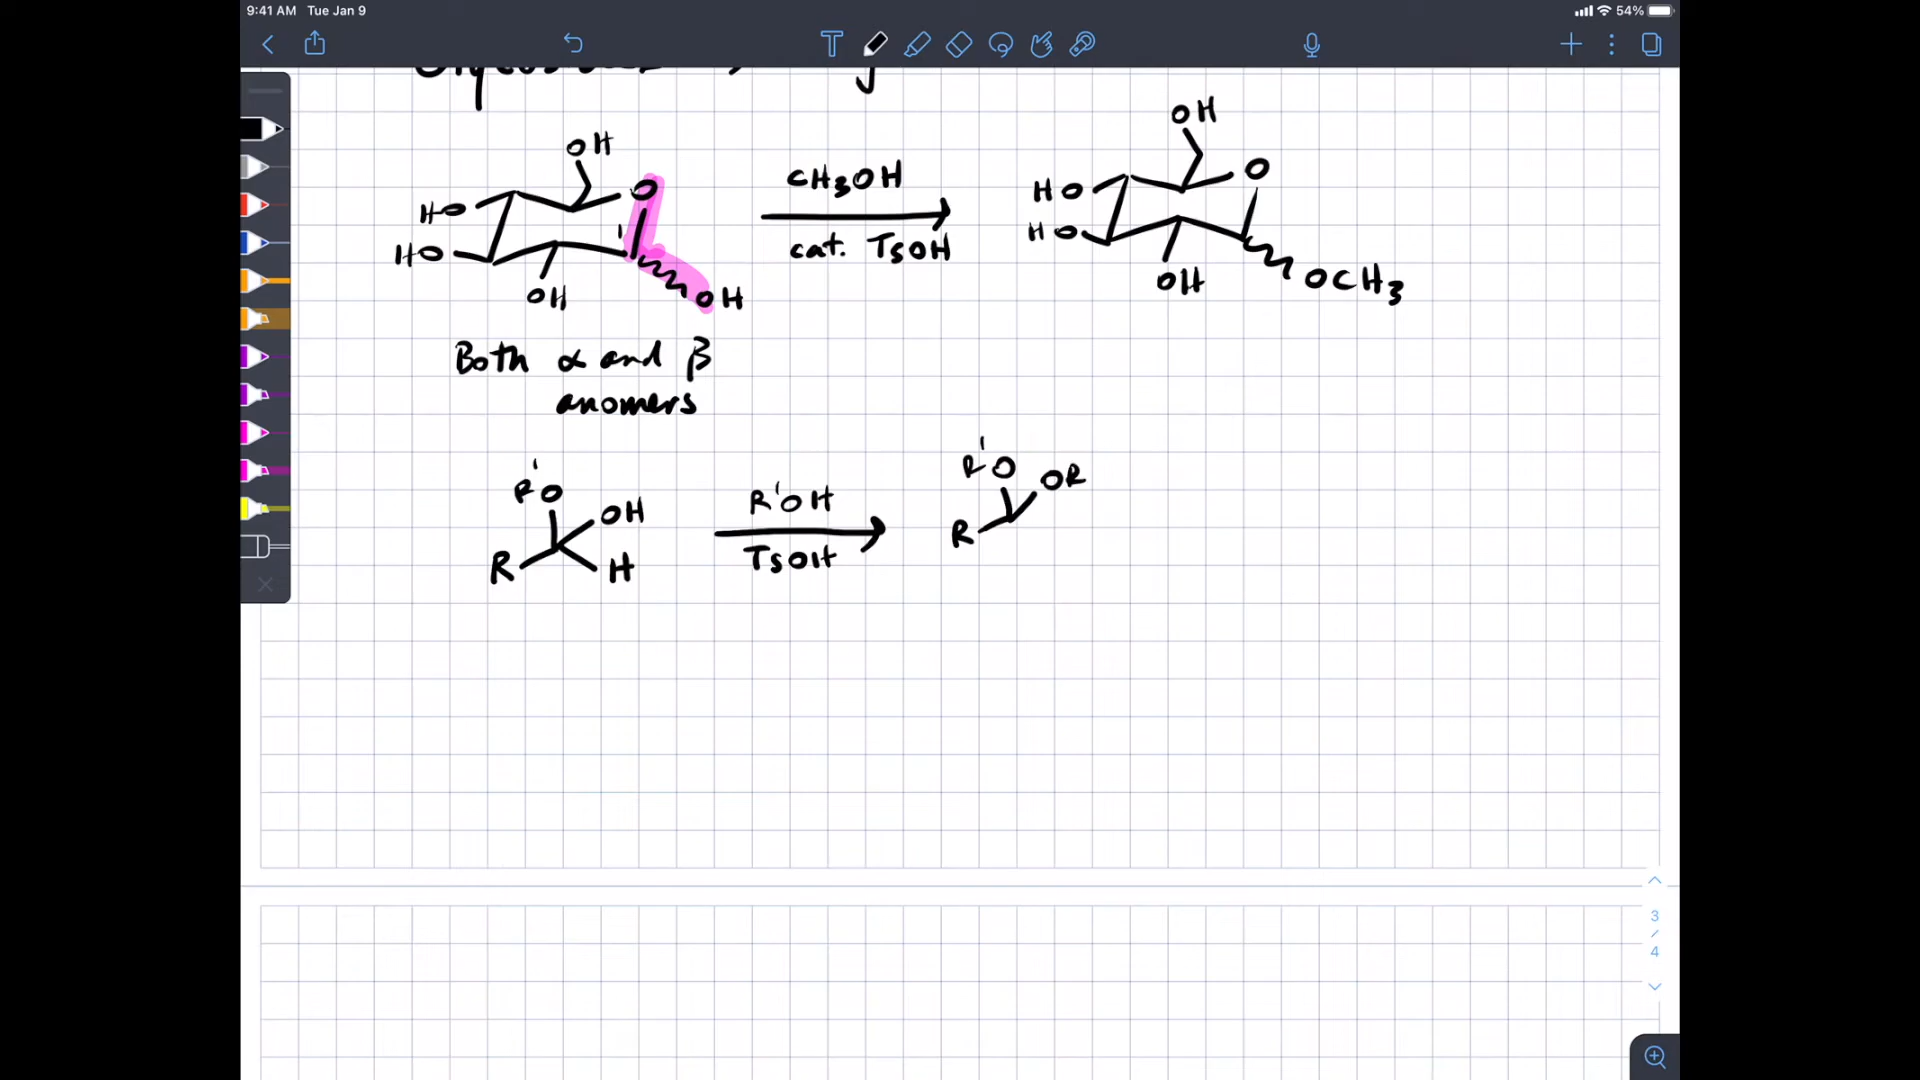 9:41 AM Tue Jan 9
54%
OH
O
HO
HO
1
OH
OH
CH₃OH
cat. TsOH
OH
O
HO
HO
OH
OCH₃
Both α and β
anomers
R'O
OH
R
H
R'OH
TsOH
R'O
OR
R
3
/
4